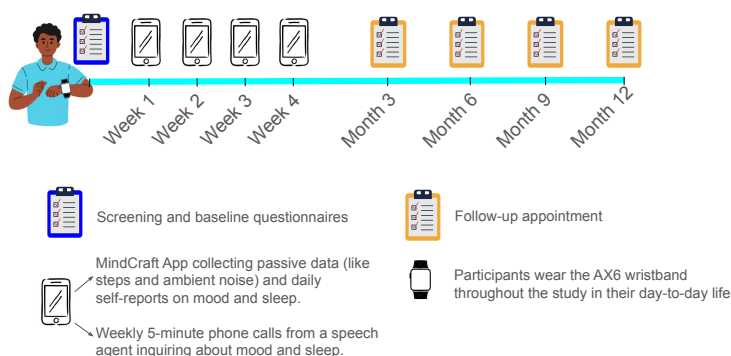 Week 1
Week 2
Week 3
Week 4
Month 3
Month 6
Month 9
Month 12
Screening and baseline questionnaires
Follow-up appointment
MindCraft App collecting passive data (like
steps and ambient noise) and daily
self-reports on mood and sleep.
Participants wear the AX6 wristband
throughout the study in their day-to-day life
Weekly 5-minute phone calls from a speech
agent inquiring about mood and sleep.